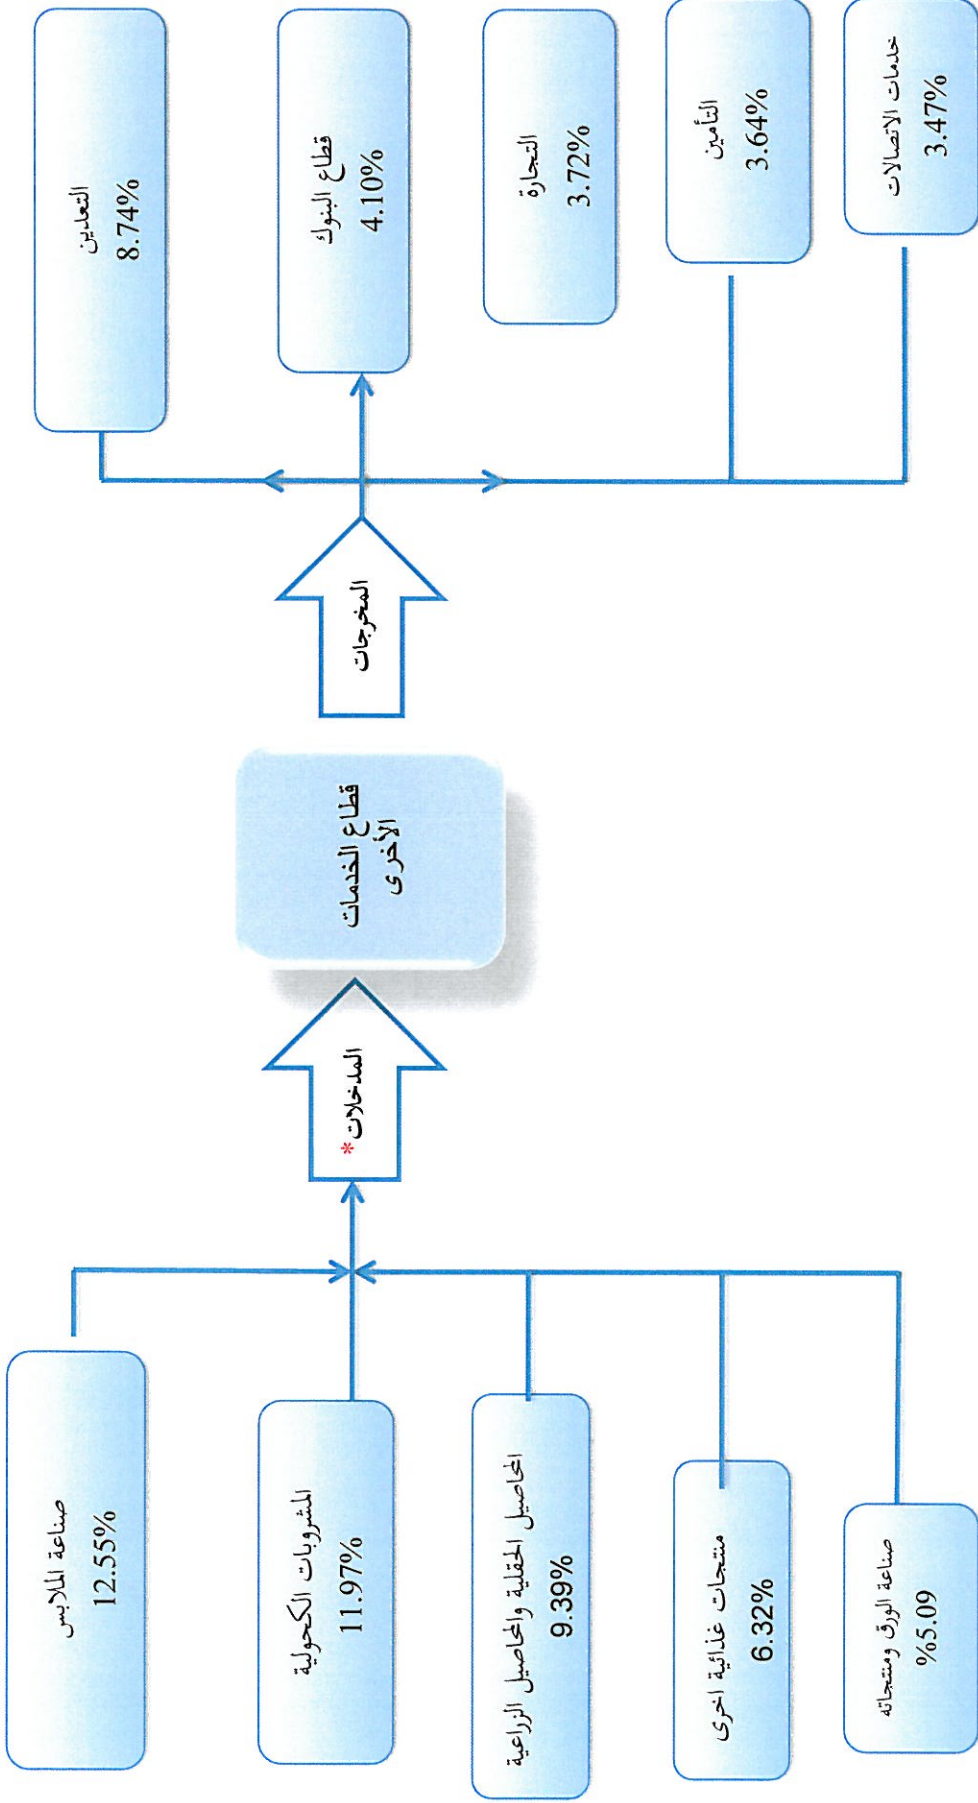 صناعة الملابس
12.55%
المشروبات الكحولية
11.97%
المحاصيل الحقلية والمحاصيل الزراعية
9.39%
منتجات غذائية اخرى
6.32%
صناعة الورق ومنتجاته
%5.09
المدخلات*
قطاع الخدمات
الأخرى
المخرجات
التعدين
8.74%
قطاع البنوك
4.10%
التجارة
3.72%
التأمين
3.64%
خدمات الاتصالات
3.47%